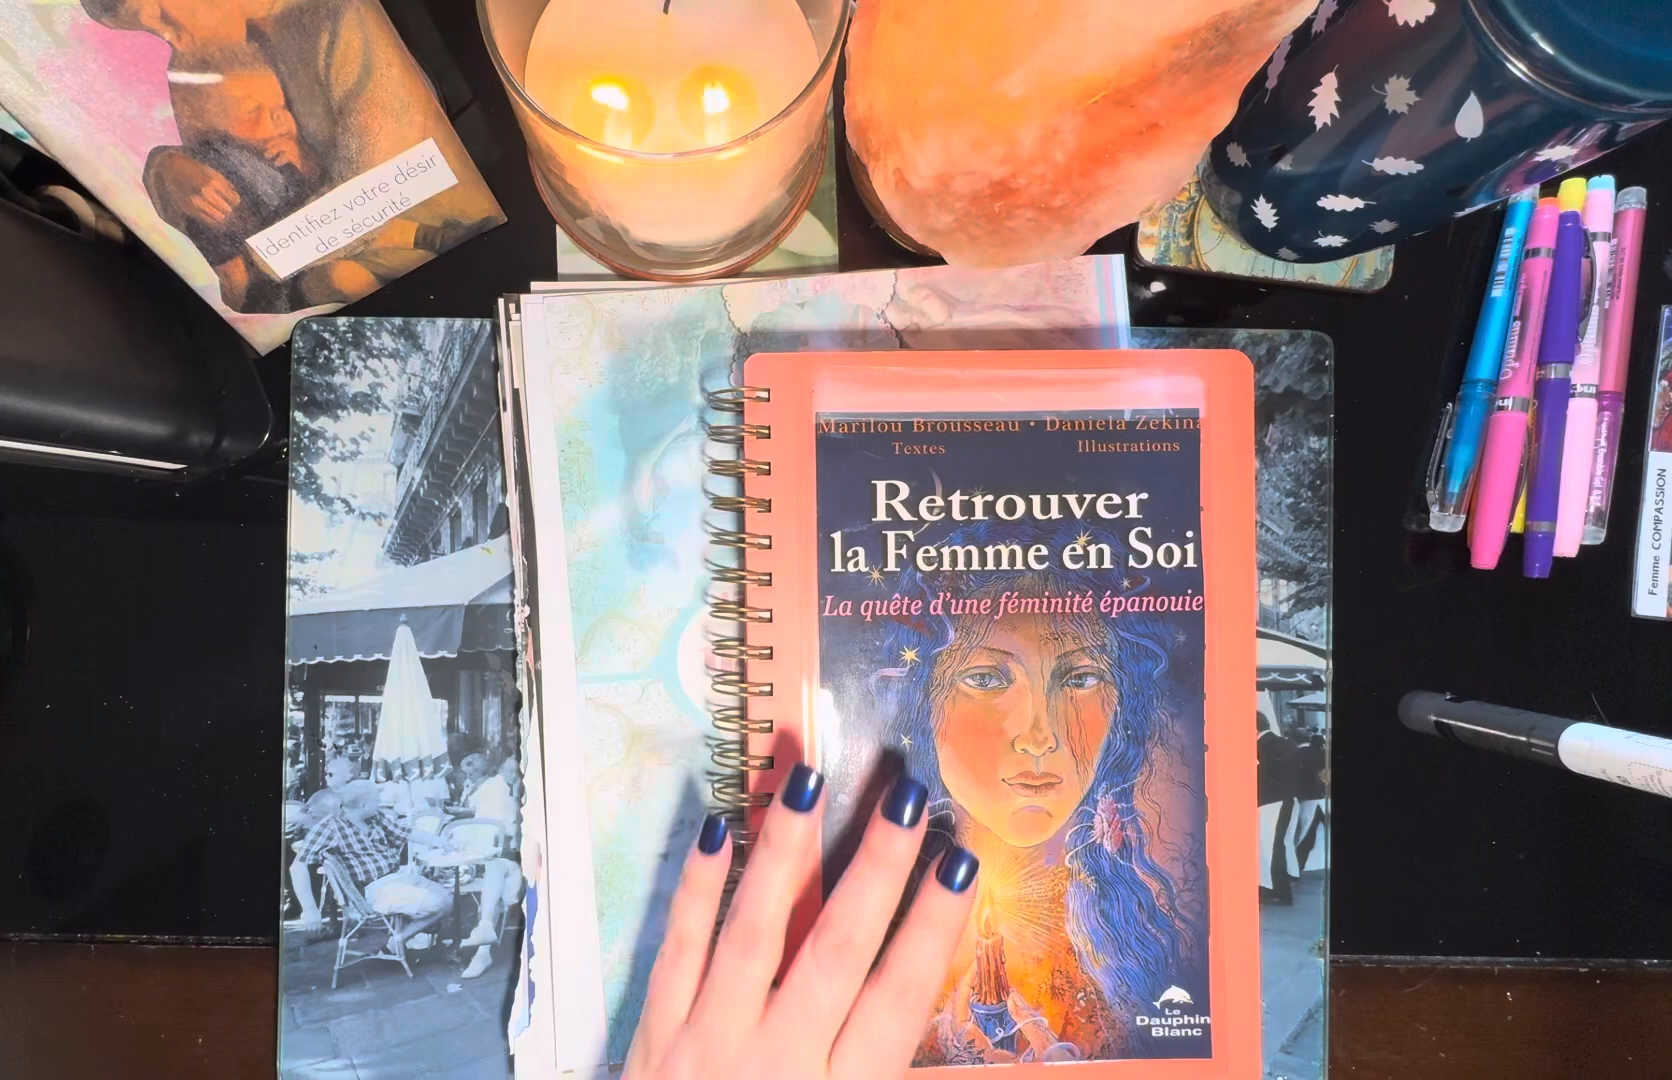 Identifiez votre désir
de sécurité
Marilou Brousseau • Daniela Zekina
Textes Illustrations
Retrouver
la Femme en Soi
La quête d'une féminité épanouie
Le
Dauphin
Blanc
Femme COMPASSION